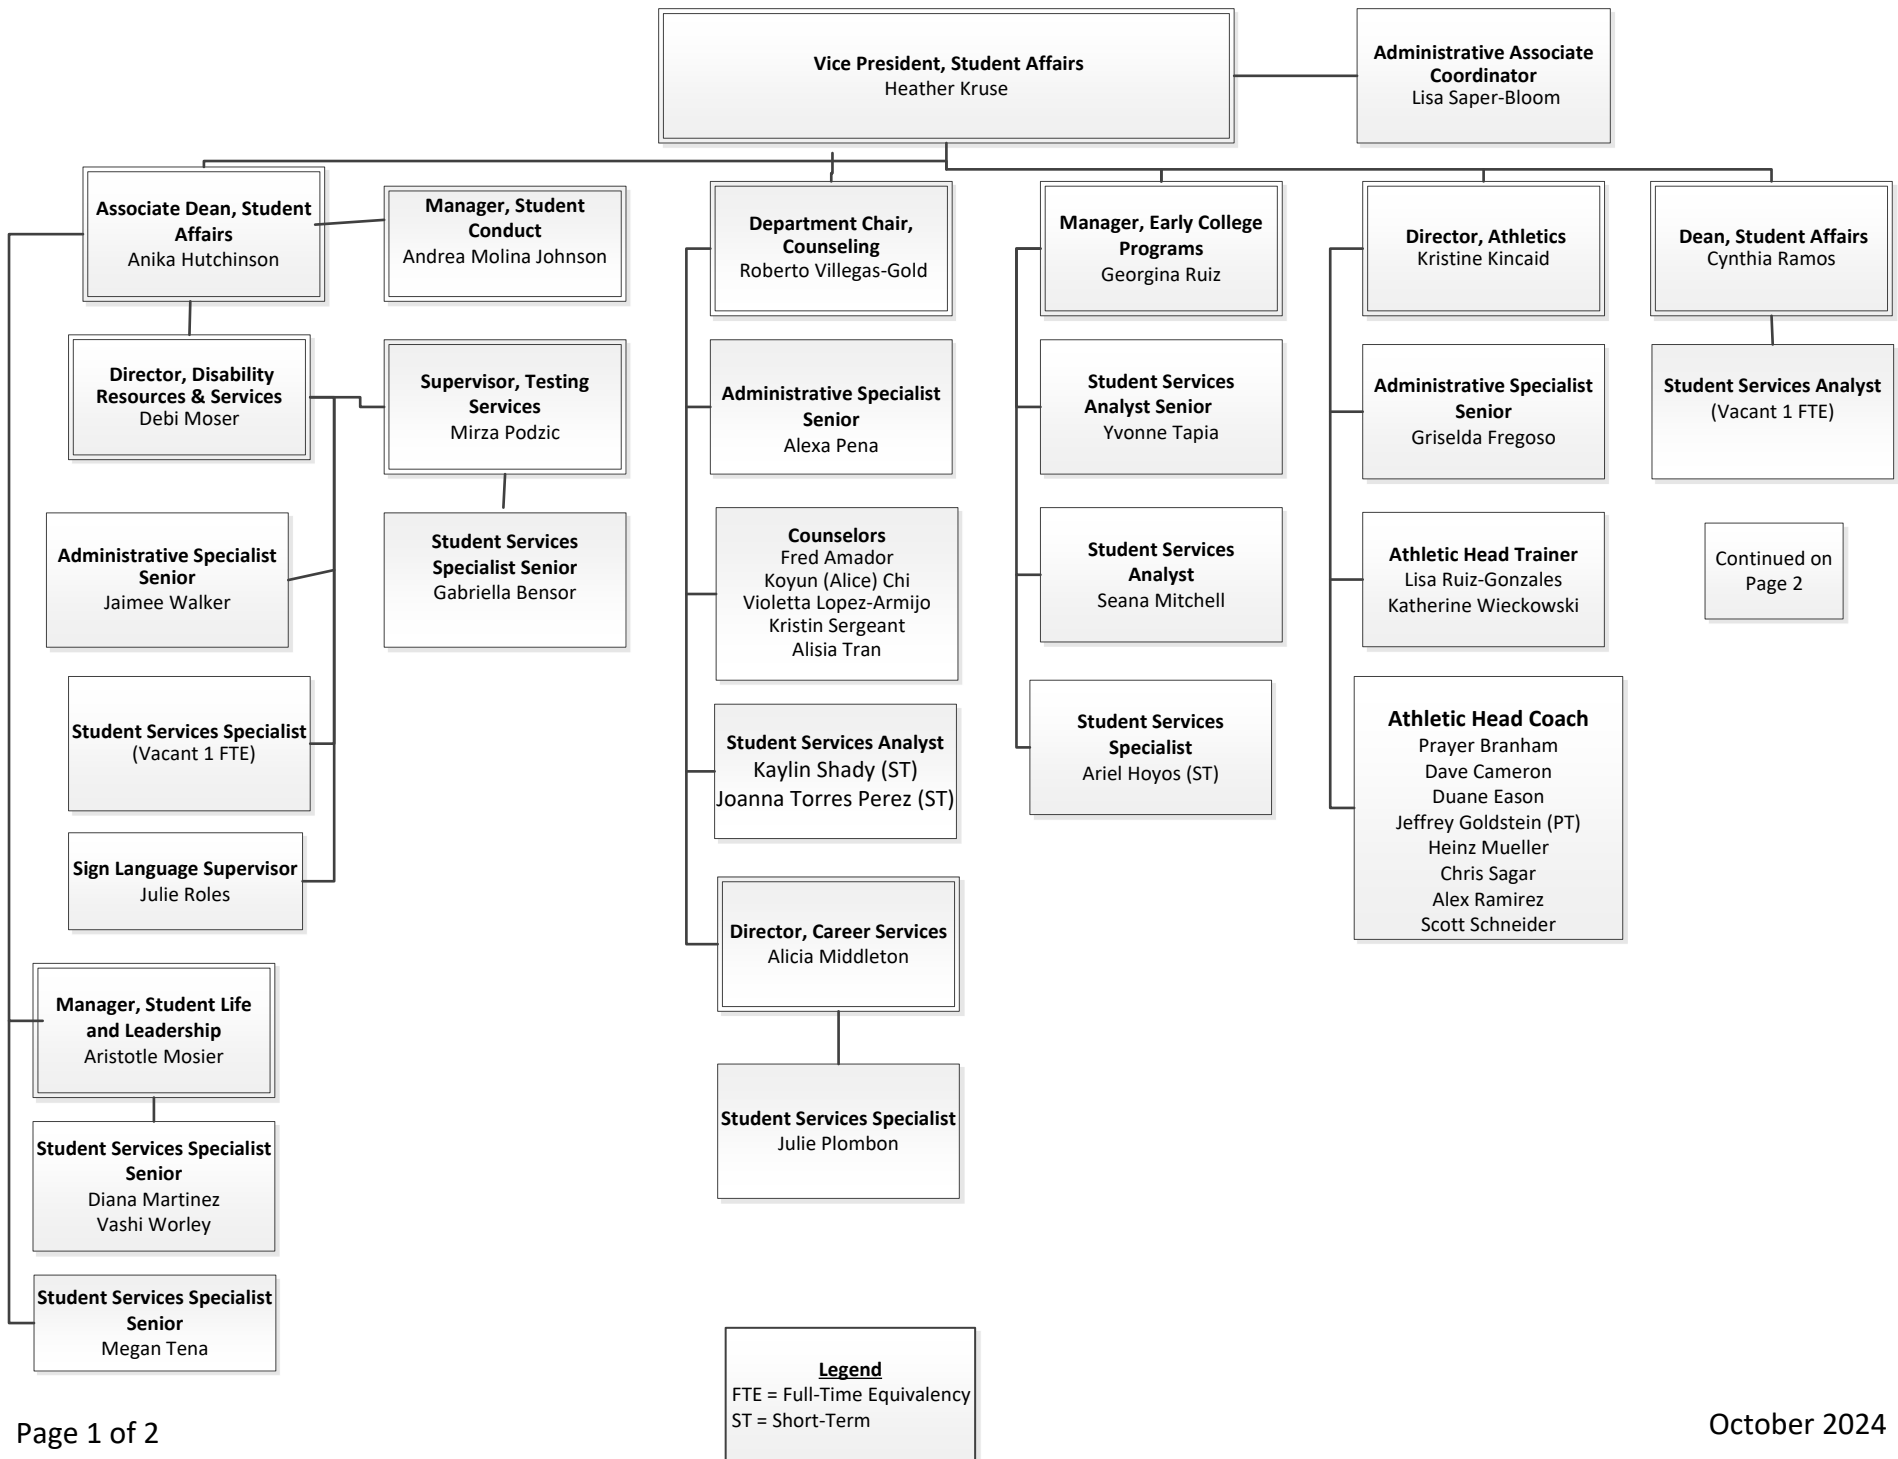 Vice President, Student Affairs
Heather Kruse
Administrative Associate
Coordinator
Lisa Saper-Bloom
Associate Dean, Student
Affairs
Anika Hutchinson
Manager, Student
Conduct
Andrea Molina Johnson
Department Chair,
Counseling
Roberto Villegas-Gold
Manager, Early College
Programs
Georgina Ruiz
Director, Athletics
Kristine Kincaid
Dean, Student Affairs
Cynthia Ramos
Director, Disability
Resources & Services
Debi Moser
Supervisor, Testing
Services
Mirza Podzic
Administrative Specialist
Senior
Alexa Pena
Student Services
Analyst Senior
Yvonne Tapia
Administrative Specialist
Senior
Griselda Fregoso
Student Services Analyst
(Vacant 1 FTE)
Administrative Specialist
Senior
Jaimee Walker
Student Services
Specialist Senior
Gabriella Bensor
Counselors
Fred Amador
Koyun (Alice) Chi
Violetta Lopez-Armijo
Kristin Sergeant
Alisia Tran
Student Services
Analyst
Seana Mitchell
Athletic Head Trainer
Lisa Ruiz-Gonzales
Katherine Wieckowski
Continued on
Page 2
Student Services Specialist
(Vacant 1 FTE)
Student Services Analyst
Kaylin Shady (ST)
Joanna Torres Perez (ST)
Student Services
Specialist
Ariel Hoyos (ST)
Athletic Head Coach
Prayer Branham
Dave Cameron
Duane Eason
Jeffrey Goldstein (PT)
Heinz Mueller
Chris Sagar
Alex Ramirez
Scott Schneider
Sign Language Supervisor
Julie Roles
Director, Career Services
Alicia Middleton
Manager, Student Life
and Leadership
Aristotle Mosier
Student Services Specialist
Julie Plombon
Student Services Specialist
Senior
Diana Martinez
Vashi Worley
Student Services Specialist
Senior
Megan Tena
Legend
FTE = Full-Time Equivalency
ST = Short-Term
Page 1 of 2
October 2024